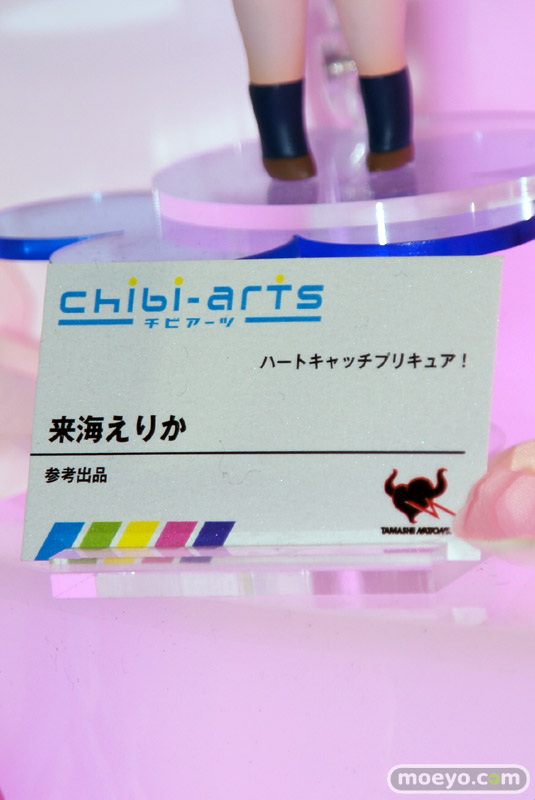 chibi-arts
チビアーツ
ハートキャッチプリキュア！
来海えりか
参考出品
TAMASHII NATIONS
moeyo.com